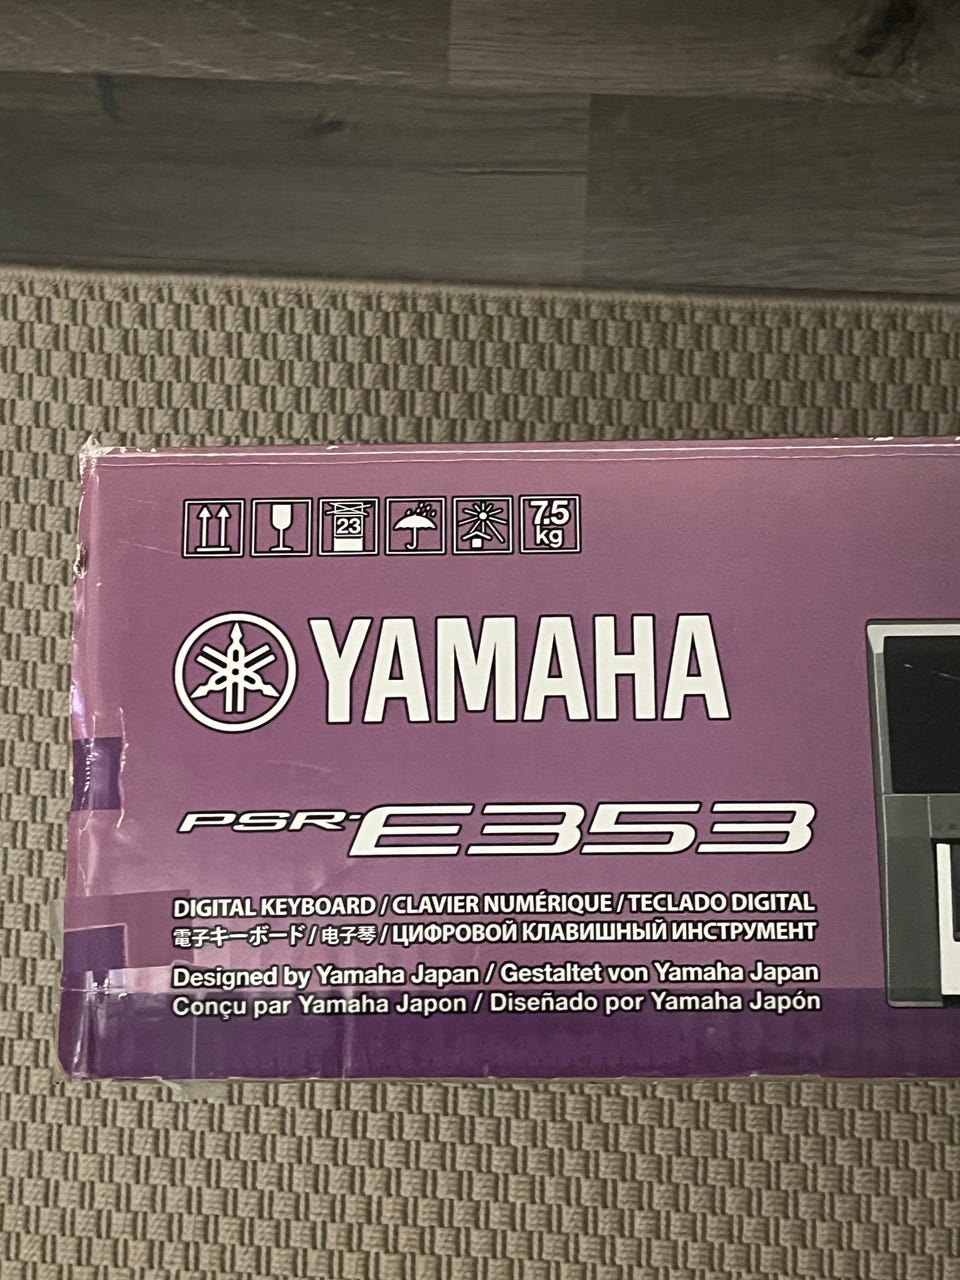 23
7.5
kg
YAMAHA
PSR-E353
DIGITAL KEYBOARD / CLAVIER NUMÉRIQUE / TECLADO DIGITAL
電子キーボード / 电子琴 / ЦИФРОВОЙ КЛАВИШНЫЙ ИНСТРУМЕНТ
Designed by Yamaha Japan / Gestaltet von Yamaha Japan
Conçu par Yamaha Japon / Diseñado por Yamaha Japón